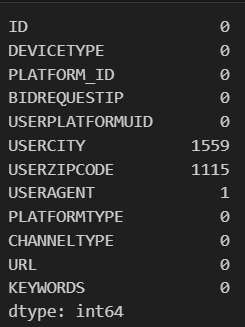 ID 0
DEVICETYPE 0
PLATFORM_ID 0
BIDREQUESTIP 0
USERPLATFORMUID 0
USERCITY 1559
USERZIPCODE 1115
USERAGENT 1
PLATFORMTYPE 0
CHANNELTYPE 0
URL 0
KEYWORDS 0
dtype: int64